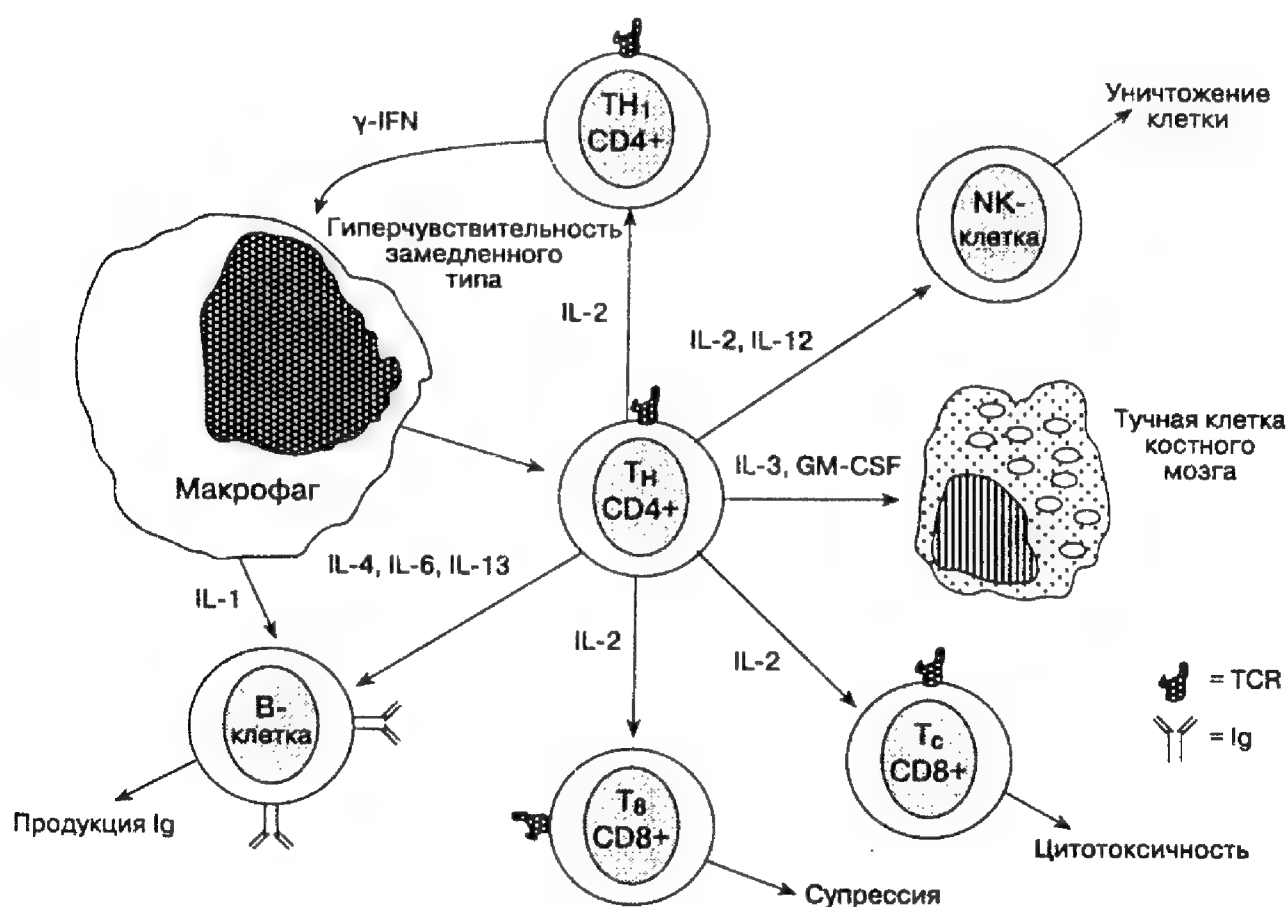 TH1
CD4+
γ-IFN
Уничтожение
клетки
NK-
клетка
Гиперчувствительность
замедленного
типа
IL-2
IL-2, IL-12
Макрофаг
TH
CD4+
IL-3, GM-CSF
Тучная клетка
костного
мозга
IL-4, IL-6, IL-13
IL-1
IL-2
IL-2
B-
клетка
Продукция Ig
T8
CD8+
Супрессия
Tc
CD8+
Цитотоксичность
= TCR
= Ig